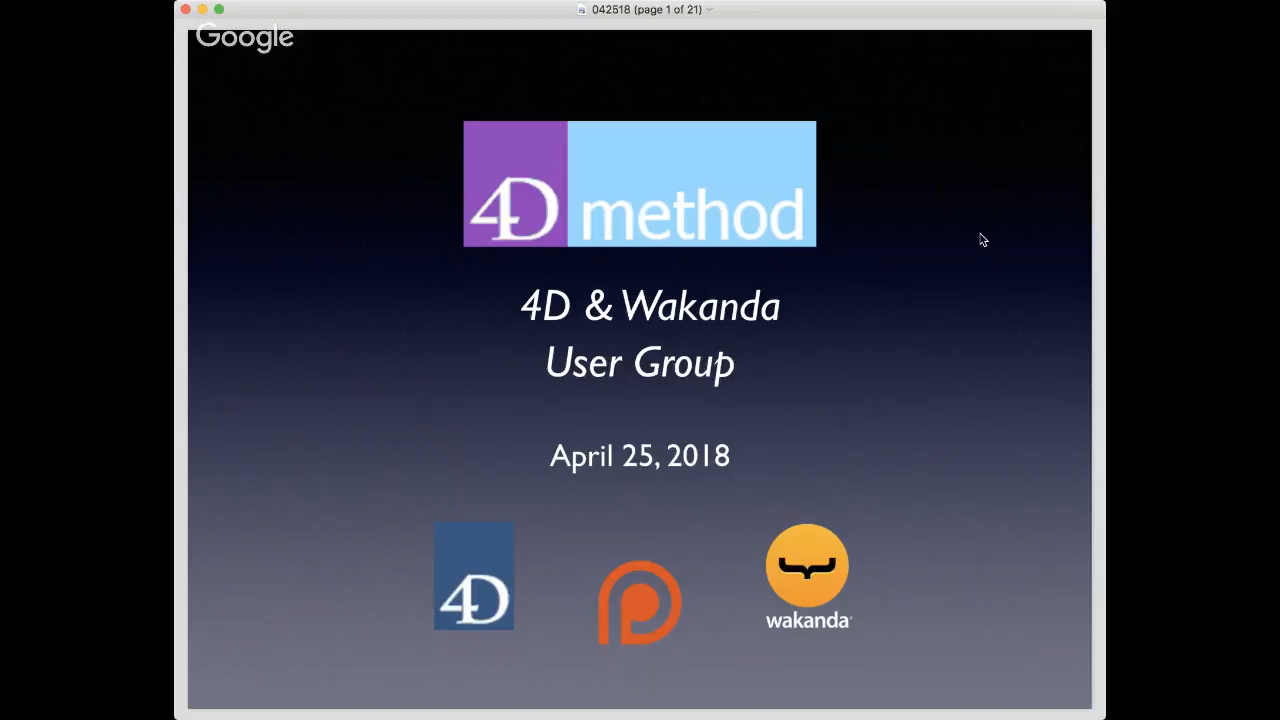 042518 (page 1 of 21)
Google
4D method
4D & Wakanda
User Group
April 25, 2018
4D
wakanda